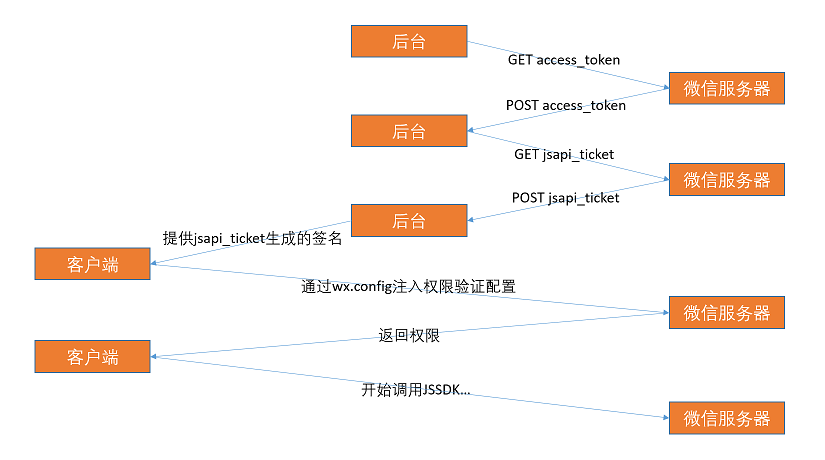 后台
GET access_token
微信服务器
POST access_token
后台
GET jsapi_ticket
微信服务器
POST jsapi_ticket
后台
提供jsapi_ticket生成的签名
客户端
通过wx.config注入权限验证配置
微信服务器
返回权限
客户端
开始调用JSSDK...
微信服务器